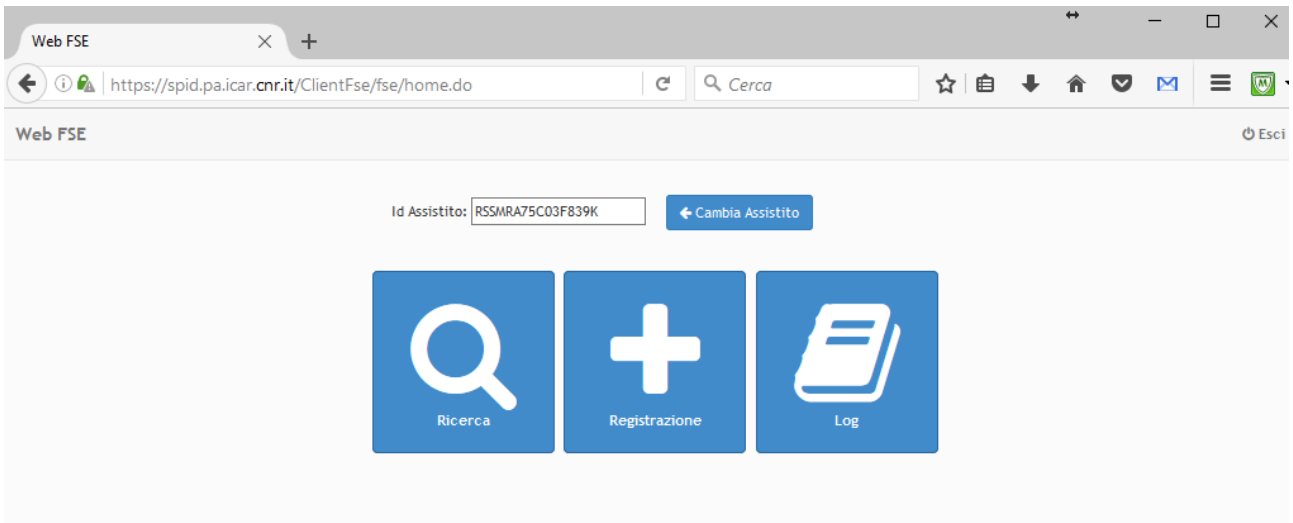 Web FSE
https://spid.pa.icar.cnr.it/ClientFse/fse/home.do
Cerca
Web FSE
Esci
Id Assistito: RSSMRA75C03F839K
Cambia Assistito
Ricerca
Registrazione
Log